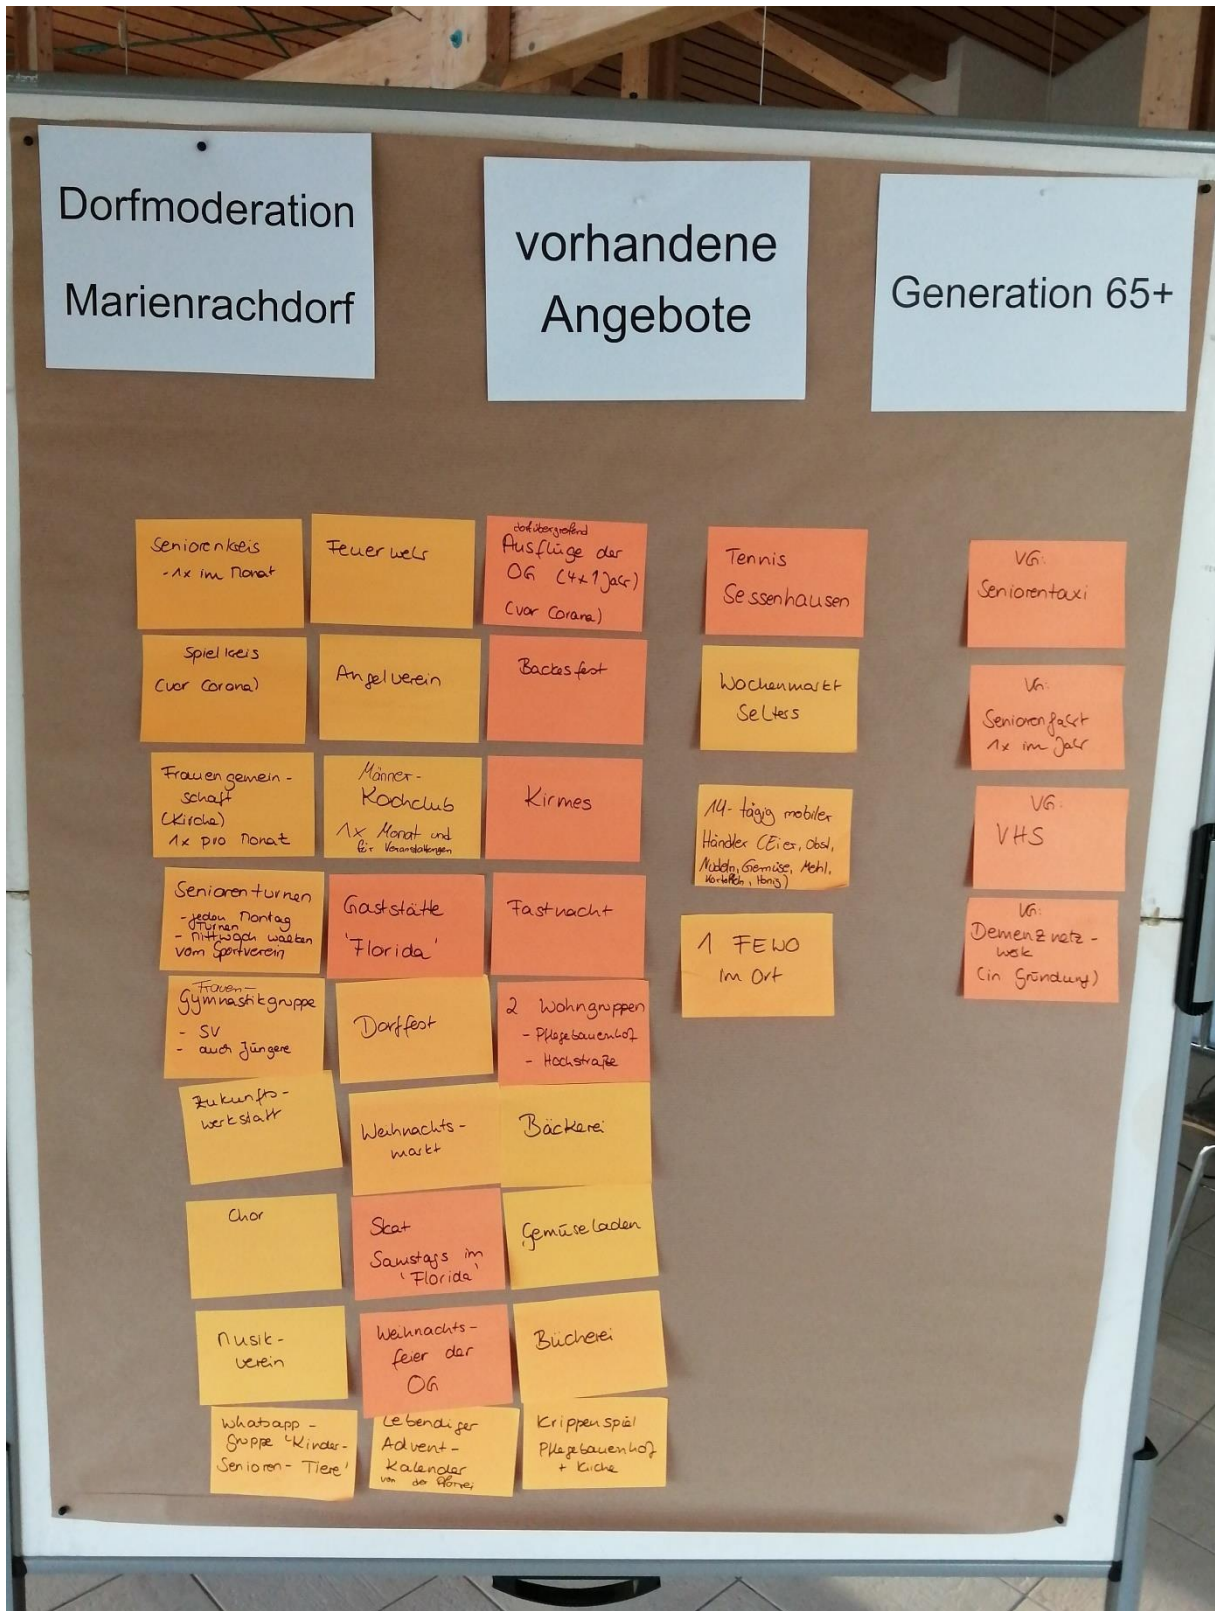 Dorfmoderation
Marienrachdorf
vorhandene
Angebote
Generation 65+
Seniorenkreis
- 1x im Monat
Spielkreis
(vor Corona)
Frauengemein-
schaft
(Kirche)
1x pro Monat
Seniorenturnen
- jeden Montag
Turnen
- Mittwoch walken
vom Sportverein
Frauen-
Gymnastikgruppe
- SV
- auch Jüngere
Zukunfts-
werkstatt
Chor
Musik-
verein
Whatsapp-
gruppe 'Kinder-
Senioren-Tiere'
Feuerwehr
Angelverein
Männer-
Kochclub
1x Monat und
für Veranstaltungen
Gaststätte
'Florida'
Dorffest
Weihnachts-
markt
Skat
Samstags im
'Florida'
Weihnachts-
feier der
OG
Lebendiger
Advent-
Kalender
von der Pfarrei
dorfübergreifend
Ausflüge der
OG (4x1 Jahr)
(vor Corona)
Backesfest
Kirmes
Fastnacht
2 Wohngruppen
- Pflegebauernhof
- Hochstraße
Bäckerei
Gemüseladen
Bücherei
Krippenspiel
Pflegebauernhof
+ Kirche
Tennis
Sessenhausen
Wochenmarkt
Selters
14-tägig mobiler
Händler (Eier, Obst,
Nudeln, Gemüse, Mehl,
Kartoffeln, Honig)
1 FEWO
im Ort
VG:
Seniorentaxi
VG:
Seniorenfahrt
1x im Jahr
VG:
VHS
VG:
Demenznetz-
werk
(in Gründung)